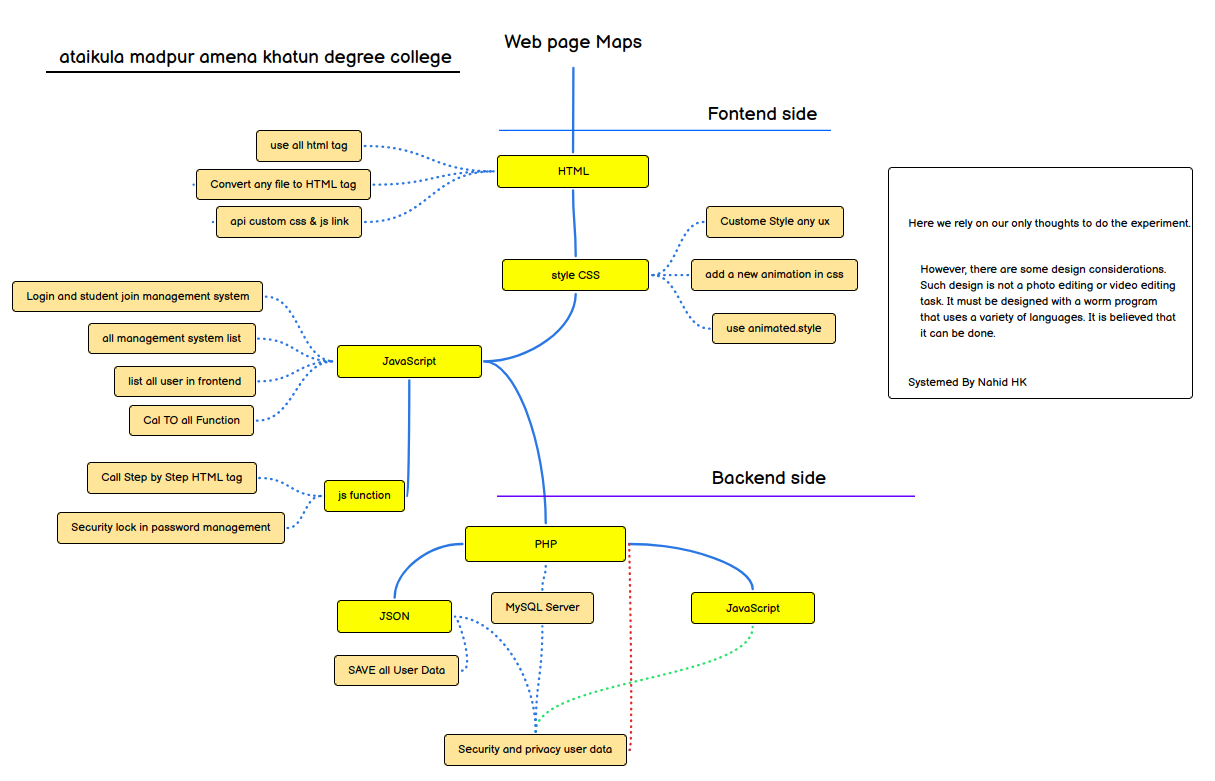 Web page Maps
ataikula madpur amena khatun degree college
Fontend side
use all html tag
HTML
Convert any file to HTML tag
api custom css & js link
Custome Style any ux
style CSS
add a new animation in css
use animated.style
Here we rely on our only thoughts to do the experiment.
However, there are some design considerations.
Such design is not a photo editing or video editing
task. It must be designed with a worm program
that uses a variety of languages. It is believed that
it can be done.
Systemed By Nahid HK
Login and student join management system
all management system list
JavaScript
list all user in frontend
Cal TO all Function
Call Step by Step HTML tag
js function
Security lock in password management
Backend side
PHP
JSON
MySQL Server
JavaScript
SAVE all User Data
Security and privacy user data